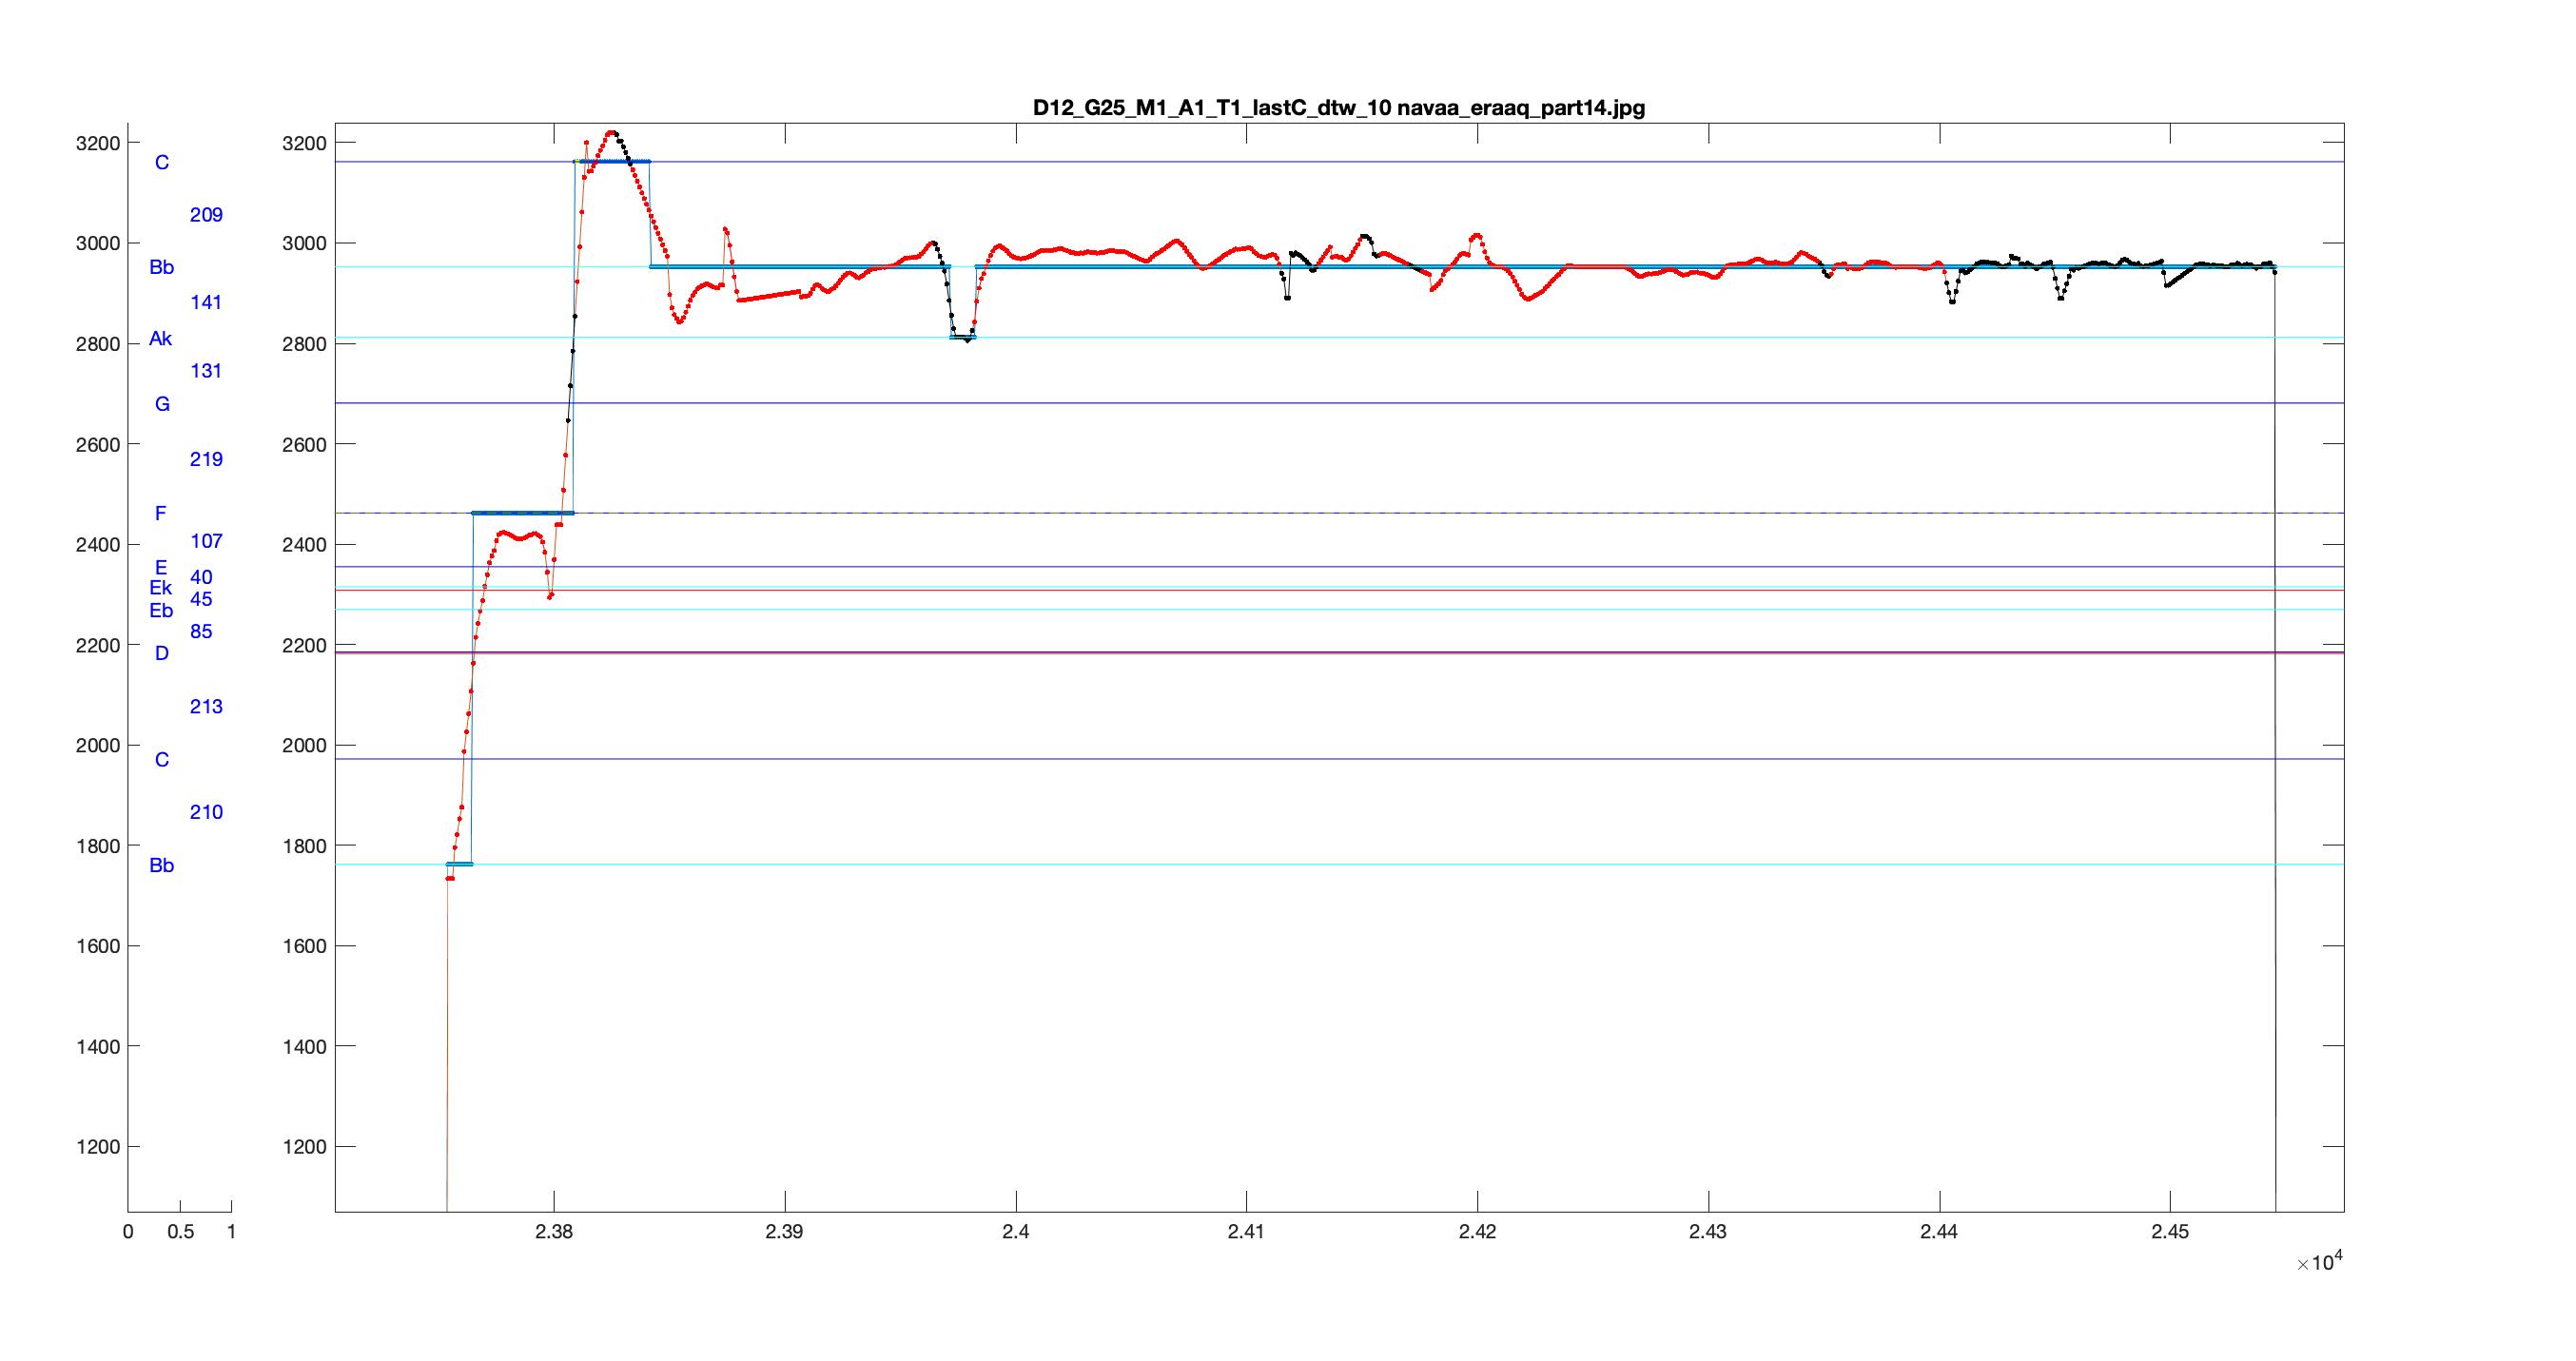 D12_G25_M1_A1_T1_lastC_dtw_10 navaa_eraaq_part14.jpg
3200 3200
C
209
3000 3000
Bb
141
2800 Ak 2800
131
G
2600 2600
219
F
2400 107 2400
E 40
Ek 45
Eb
85
2200 D 2200
213
2000 C 2000
210
1800 Bb 1800
1600 1600
1400 1400
1200 1200
0 0.5 1 2.38 2.39 2.4 2.41 2.42 2.43 2.44 2.45
×10^4